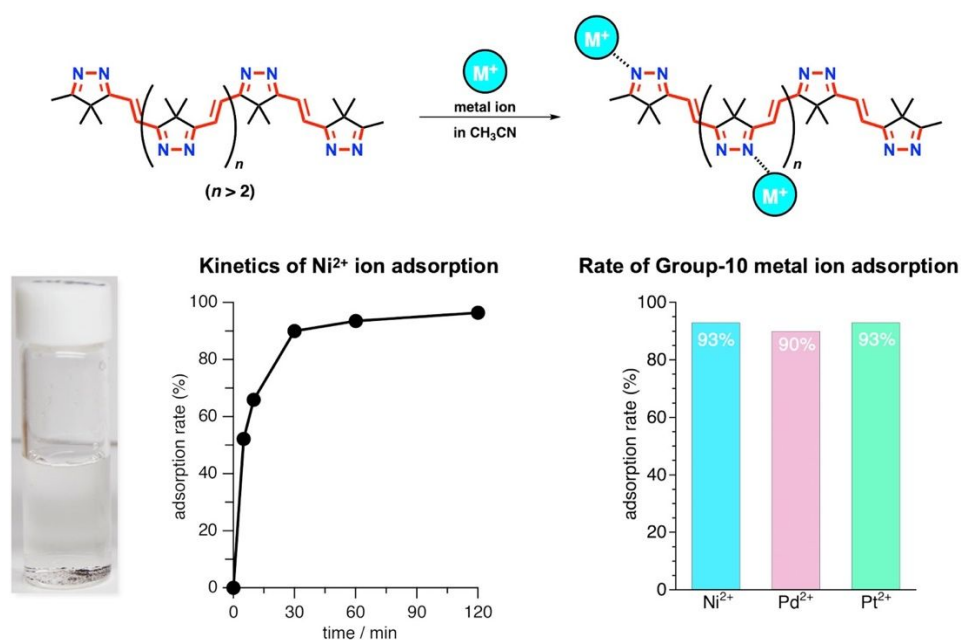 N N N N M⁺ N N N N
M⁺
metal ion
in CH₃CN
N N n N N N N n N N
(n > 2) M⁺
Kinetics of Ni²⁺ ion adsorption
100
80
60
40
20
0
adsorption rate (%)
0 30 60 90 120
time / min
Rate of Group-10 metal ion adsorption
100
80
60
40
20
0
adsorption rate (%)
93% 90% 93%
Ni²⁺ Pd²⁺ Pt²⁺